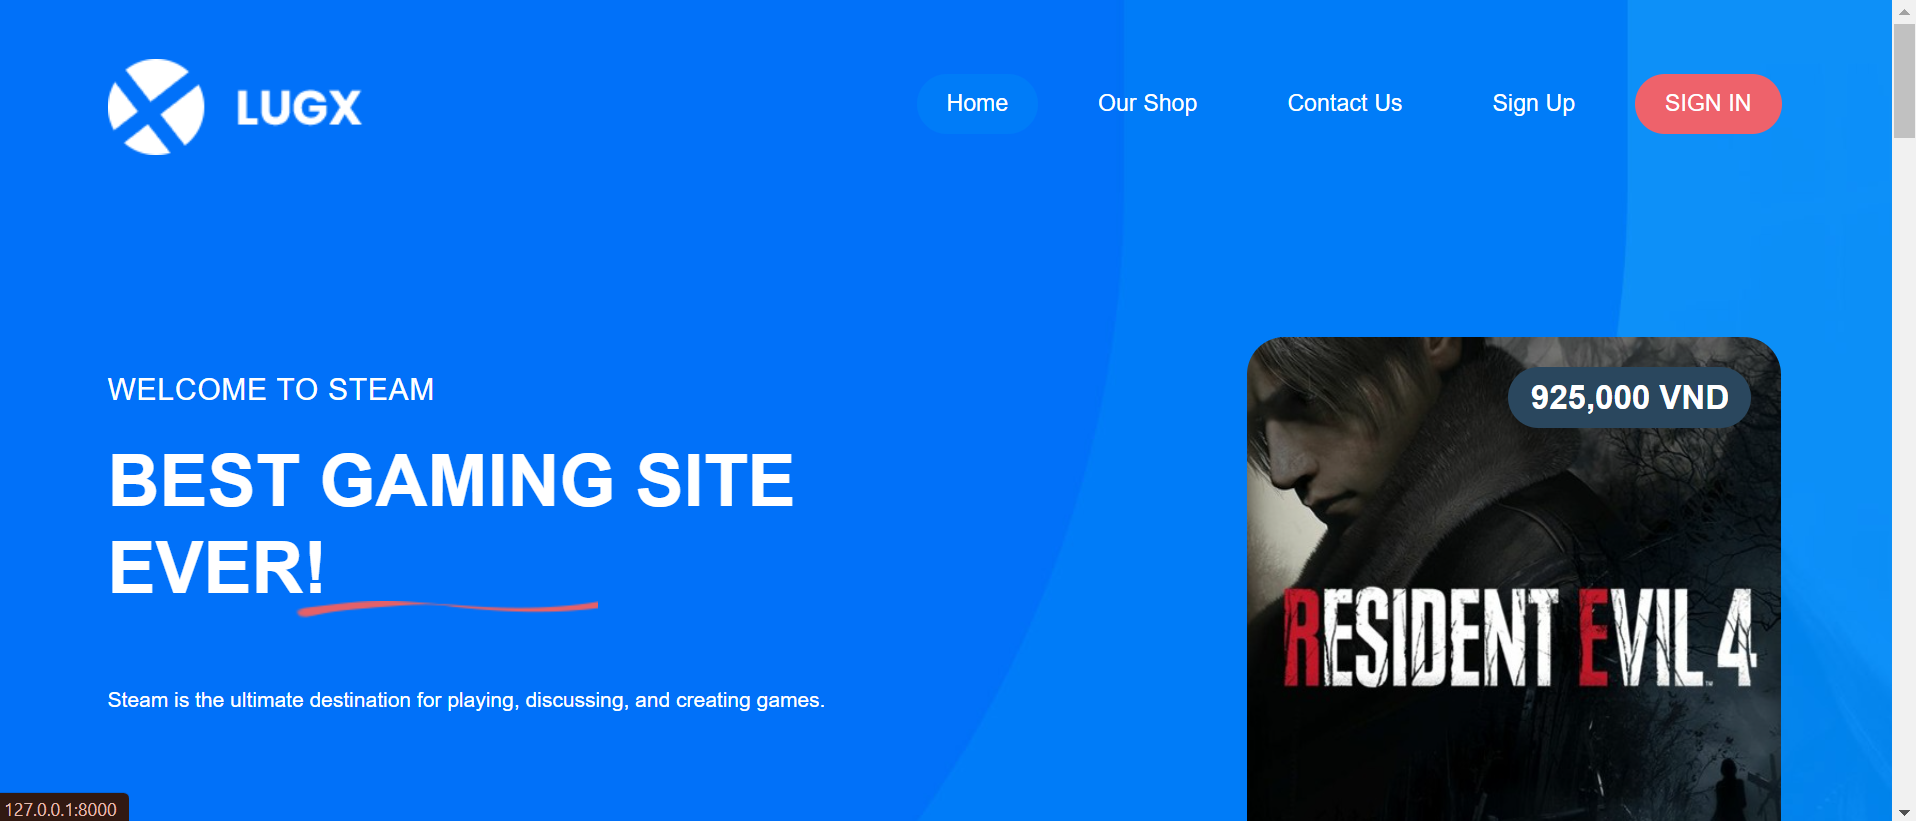 LUGX
Home
Our Shop
Contact Us
Sign Up
SIGN IN
WELCOME TO STEAM
BEST GAMING SITE
EVER!
Steam is the ultimate destination for playing, discussing, and creating games.
925,000 VND
RESIDENT EVIL 4
127.0.0.1:8000